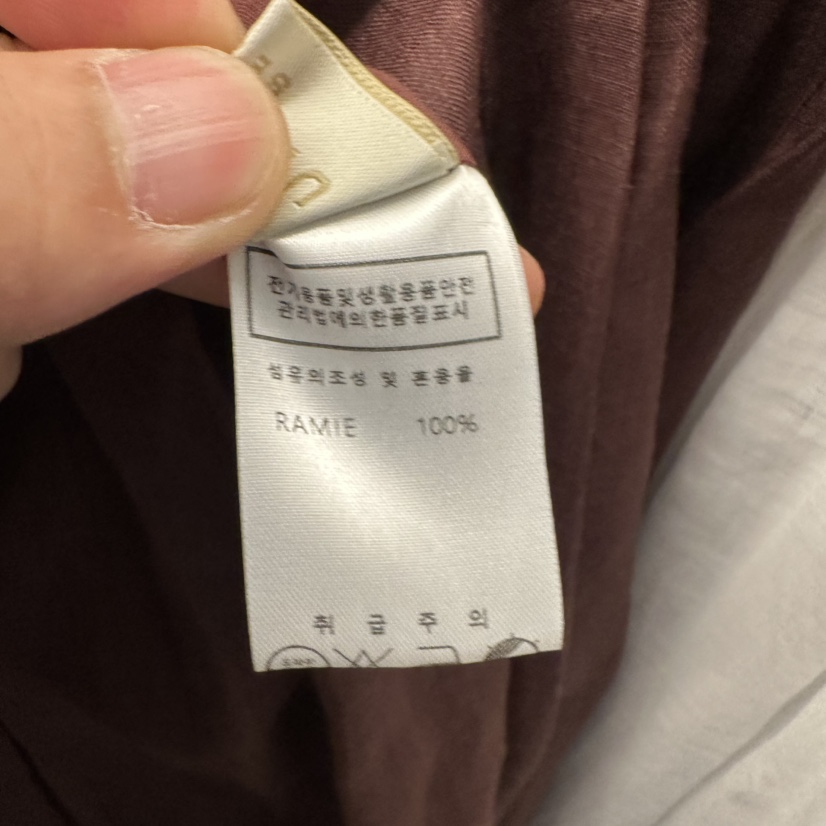 전기용품및생활용품안전
관리법에의한품질표시
섬유의조성 및 혼용율
RAMIE 100%
취급주의